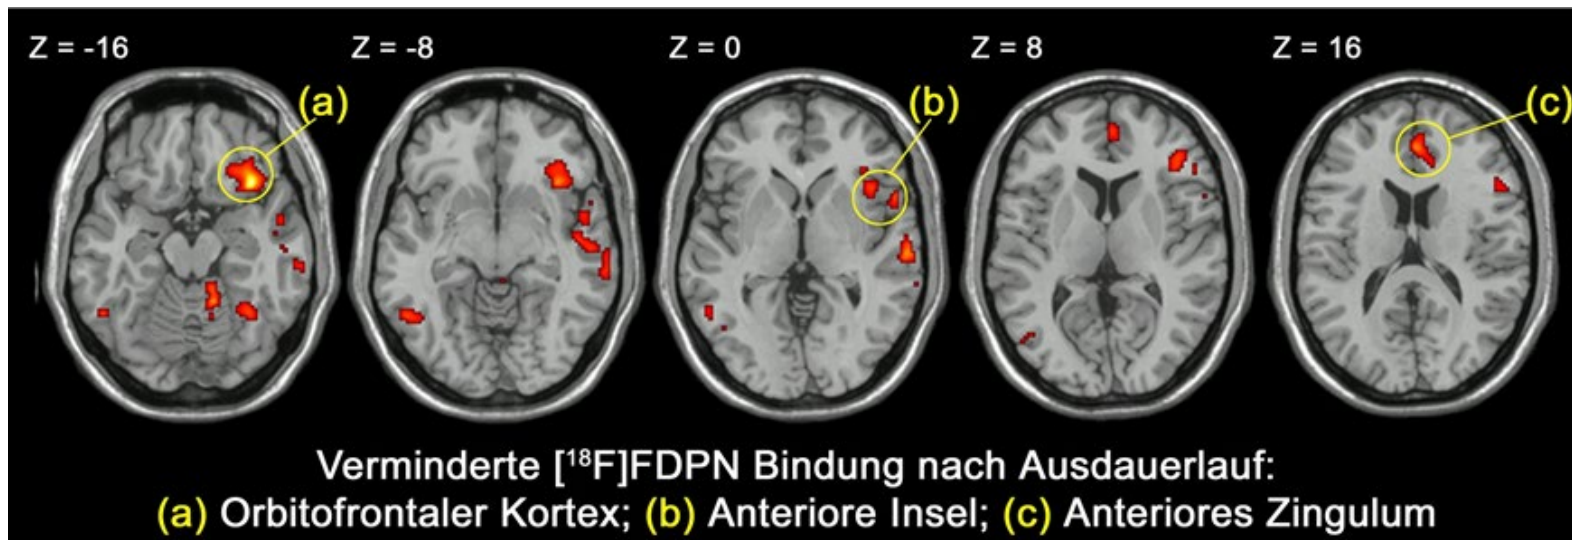 Z = -16
Z = -8
Z = 0
Z = 8
Z = 16
(a)
(b)
(c)
Verminderte [¹⁸F]FDPN Bindung nach Ausdauerlauf:
(a) Orbitofrontaler Kortex; (b) Anteriore Insel; (c) Anteriores Zingulum